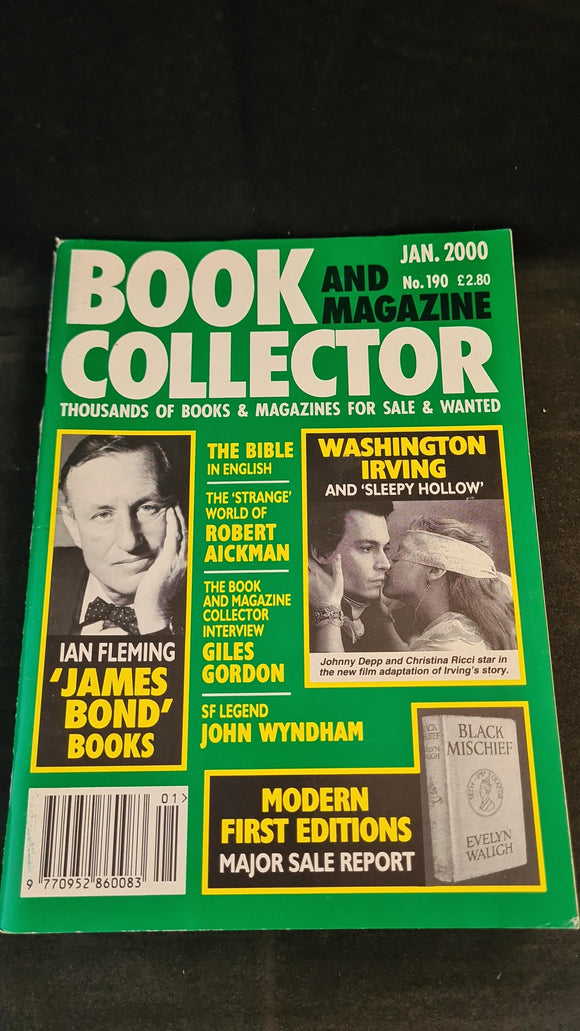 BOOK AND MAGAZINE
COLLECTOR
JAN. 2000
No. 190 £2.80
THOUSANDS OF BOOKS & MAGAZINES FOR SALE & WANTED
IAN FLEMING
'JAMES
BOND'
BOOKS
THE BIBLE
IN ENGLISH
THE 'STRANGE'
WORLD OF
ROBERT
AICKMAN
THE BOOK
AND MAGAZINE
COLLECTOR
INTERVIEW
GILES
GORDON
SF LEGEND
JOHN WYNDHAM
WASHINGTON
IRVING
AND 'SLEEPY HOLLOW'
Johnny Depp and Christina Ricci star in
the new film adaptation of Irving's story.
MODERN
FIRST EDITIONS
MAJOR SALE REPORT
BLACK
MISCHIEF
EVELYN
WAUGH
01>
9 770952 860083